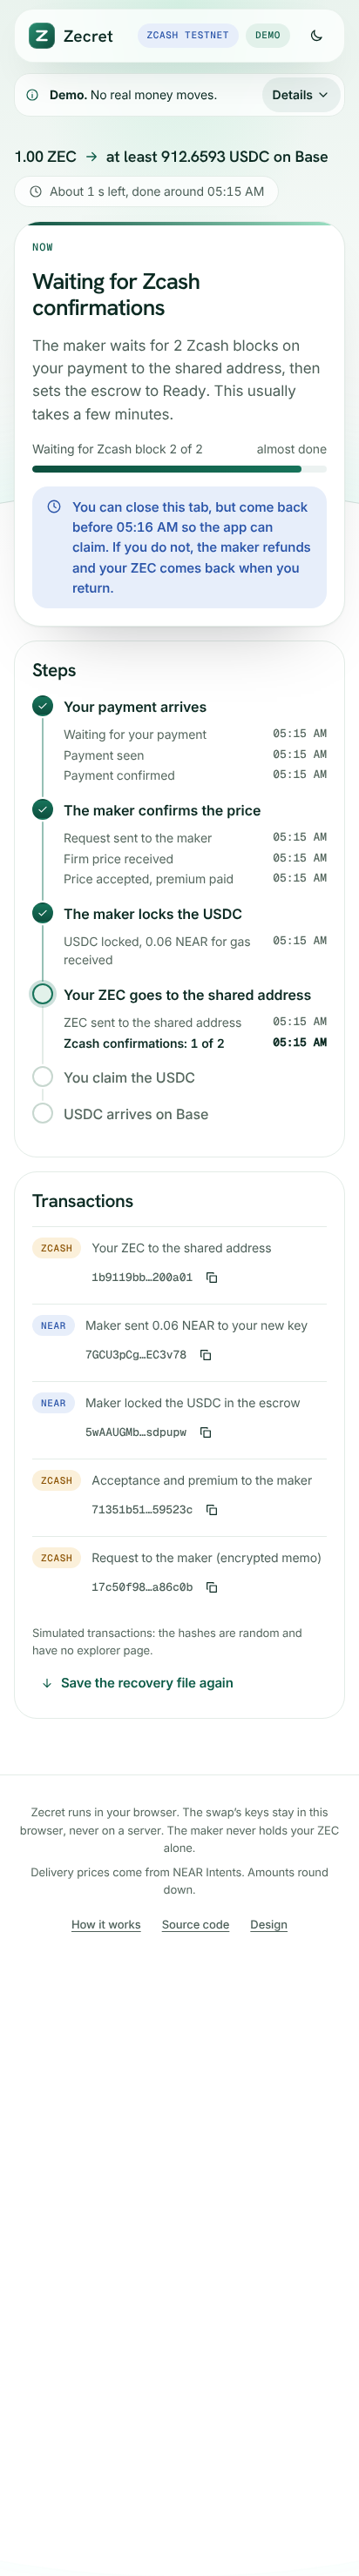 Zecret
ZCASH TESTNET
DEMO
Demo. No real money moves.
Details
1.00 ZEC → at least 912.6593 USDC on Base
About 1 s left, done around 05:15 AM
NOW
Waiting for Zcash
confirmations
The maker waits for 2 Zcash blocks on
your payment to the shared address, then
sets the escrow to Ready. This usually
takes a few minutes.
Waiting for Zcash block 2 of 2 almost done
You can close this tab, but come back
before 05:16 AM so the app can
claim. If you do not, the maker refunds
and your ZEC comes back when you
return.
Steps
Your payment arrives
Waiting for your payment 05:15 AM
Payment seen 05:15 AM
Payment confirmed 05:15 AM
The maker confirms the price
Request sent to the maker 05:15 AM
Firm price received 05:15 AM
Price accepted, premium paid 05:15 AM
The maker locks the USDC
USDC locked, 0.06 NEAR for gas 05:15 AM
received
Your ZEC goes to the shared address
ZEC sent to the shared address 05:15 AM
Zcash confirmations: 1 of 2 05:15 AM
You claim the USDC
USDC arrives on Base
Transactions
ZCASH Your ZEC to the shared address
1b9119bb…200a01
NEAR Maker sent 0.06 NEAR to your new key
7GCU3pCg…EC3v78
NEAR Maker locked the USDC in the escrow
5wAAUGMb…sdpupw
ZCASH Acceptance and premium to the maker
71351b51…59523c
ZCASH Request to the maker (encrypted memo)
17c50f98…a86c0b
Simulated transactions: the hashes are random and
have no explorer page.
Save the recovery file again
Zecret runs in your browser. The swap's keys stay in this
browser, never on a server. The maker never holds your ZEC
alone.
Delivery prices come from NEAR Intents. Amounts round
down.
How it works Source code Design